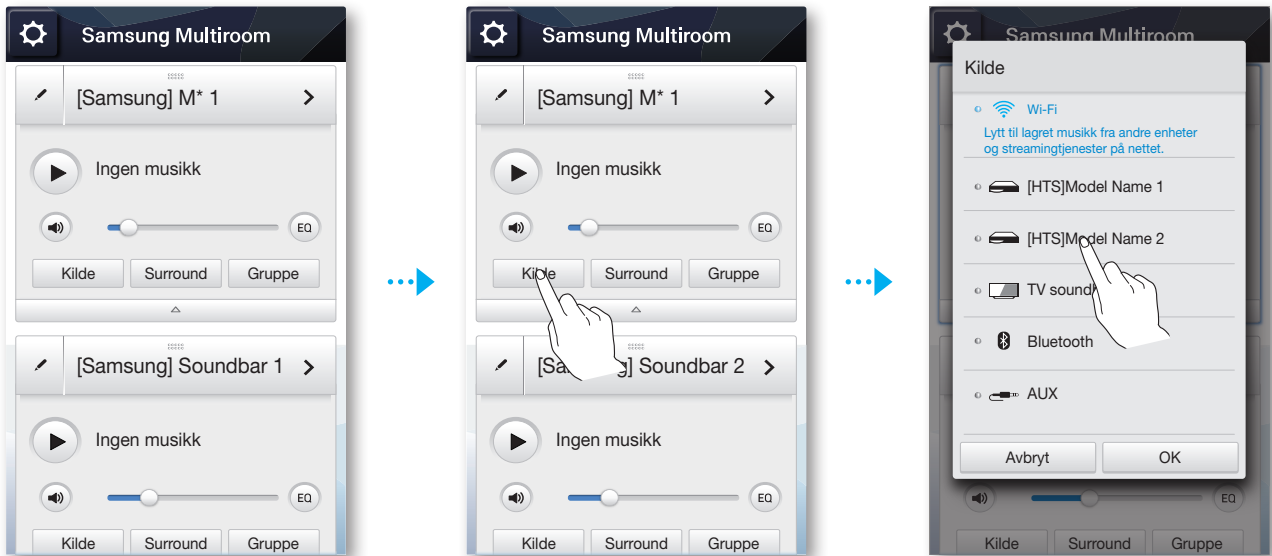 Samsung Multiroom
[Samsung] M* 1
Ingen musikk
EQ
Kilde Surround Gruppe
[Samsung] Soundbar 1
Ingen musikk
EQ
Kilde Surround Gruppe
Samsung Multiroom
[Samsung] M* 1
Ingen musikk
EQ
Kilde Surround Gruppe
Soundbar 2
Ingen musikk
EQ
Kilde Surround Gruppe
Samsung Multiroom
Kilde
Wi-Fi
Lytt til lagret musikk fra andre enheter
og streamingtjenester på nettet.
[HTS]Model Name 1
[HTS]Model Name 2
TV
Bluetooth
AUX
Avbryt OK
EQ
Kilde Surround Gruppe